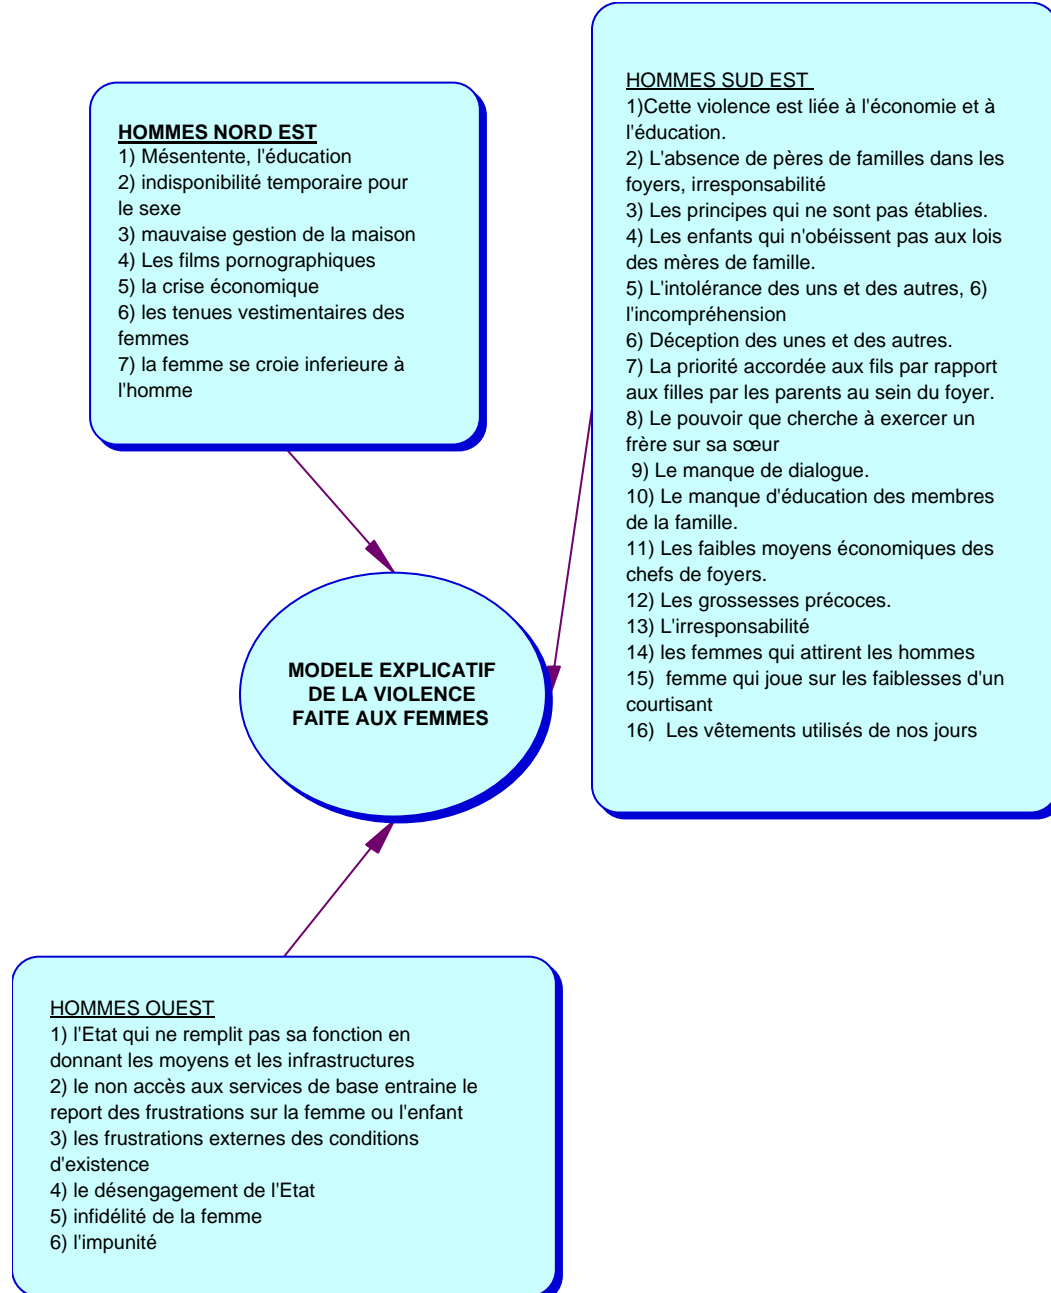 HOMMES NORD EST
1) Mésentente, l'éducation
2) indisponibilité temporaire pour
le sexe
3) mauvaise gestion de la maison
4) Les films pornographiques
5) la crise économique
6) les tenues vestimentaires des
femmes
7) la femme se croie inferieure à
l'homme
HOMMES SUD EST
1)Cette violence est liée à l'économie et à
l'éducation.
2) L'absence de pères de familles dans les
foyers, irresponsabilité
3) Les principes qui ne sont pas établies.
4) Les enfants qui n'obéissent pas aux lois
des mères de famille.
5) L'intolérance des uns et des autres, 6)
l'incompréhension
6) Déception des unes et des autres.
7) La priorité accordée aux fils par rapport
aux filles par les parents au sein du foyer.
8) Le pouvoir que cherche à exercer un
frère sur sa sœur
9) Le manque de dialogue.
10) Le manque d'éducation des membres
de la famille.
11) Les faibles moyens économiques des
chefs de foyers.
12) Les grossesses précoces.
13) L'irresponsabilité
14) les femmes qui attirent les hommes
15)  femme qui joue sur les faiblesses d'un
courtisant
16)  Les vêtements utilisés de nos jours
MODELE EXPLICATIF
DE LA VIOLENCE
FAITE AUX FEMMES
HOMMES OUEST
1) l'Etat qui ne remplit pas sa fonction en
donnant les moyens et les infrastructures
2) le non accès aux services de base entraine le
report des frustrations sur la femme ou l'enfant
3) les frustrations externes des conditions
d'existence
4) le désengagement de l'Etat
5) infidélité de la femme
6) l'impunité